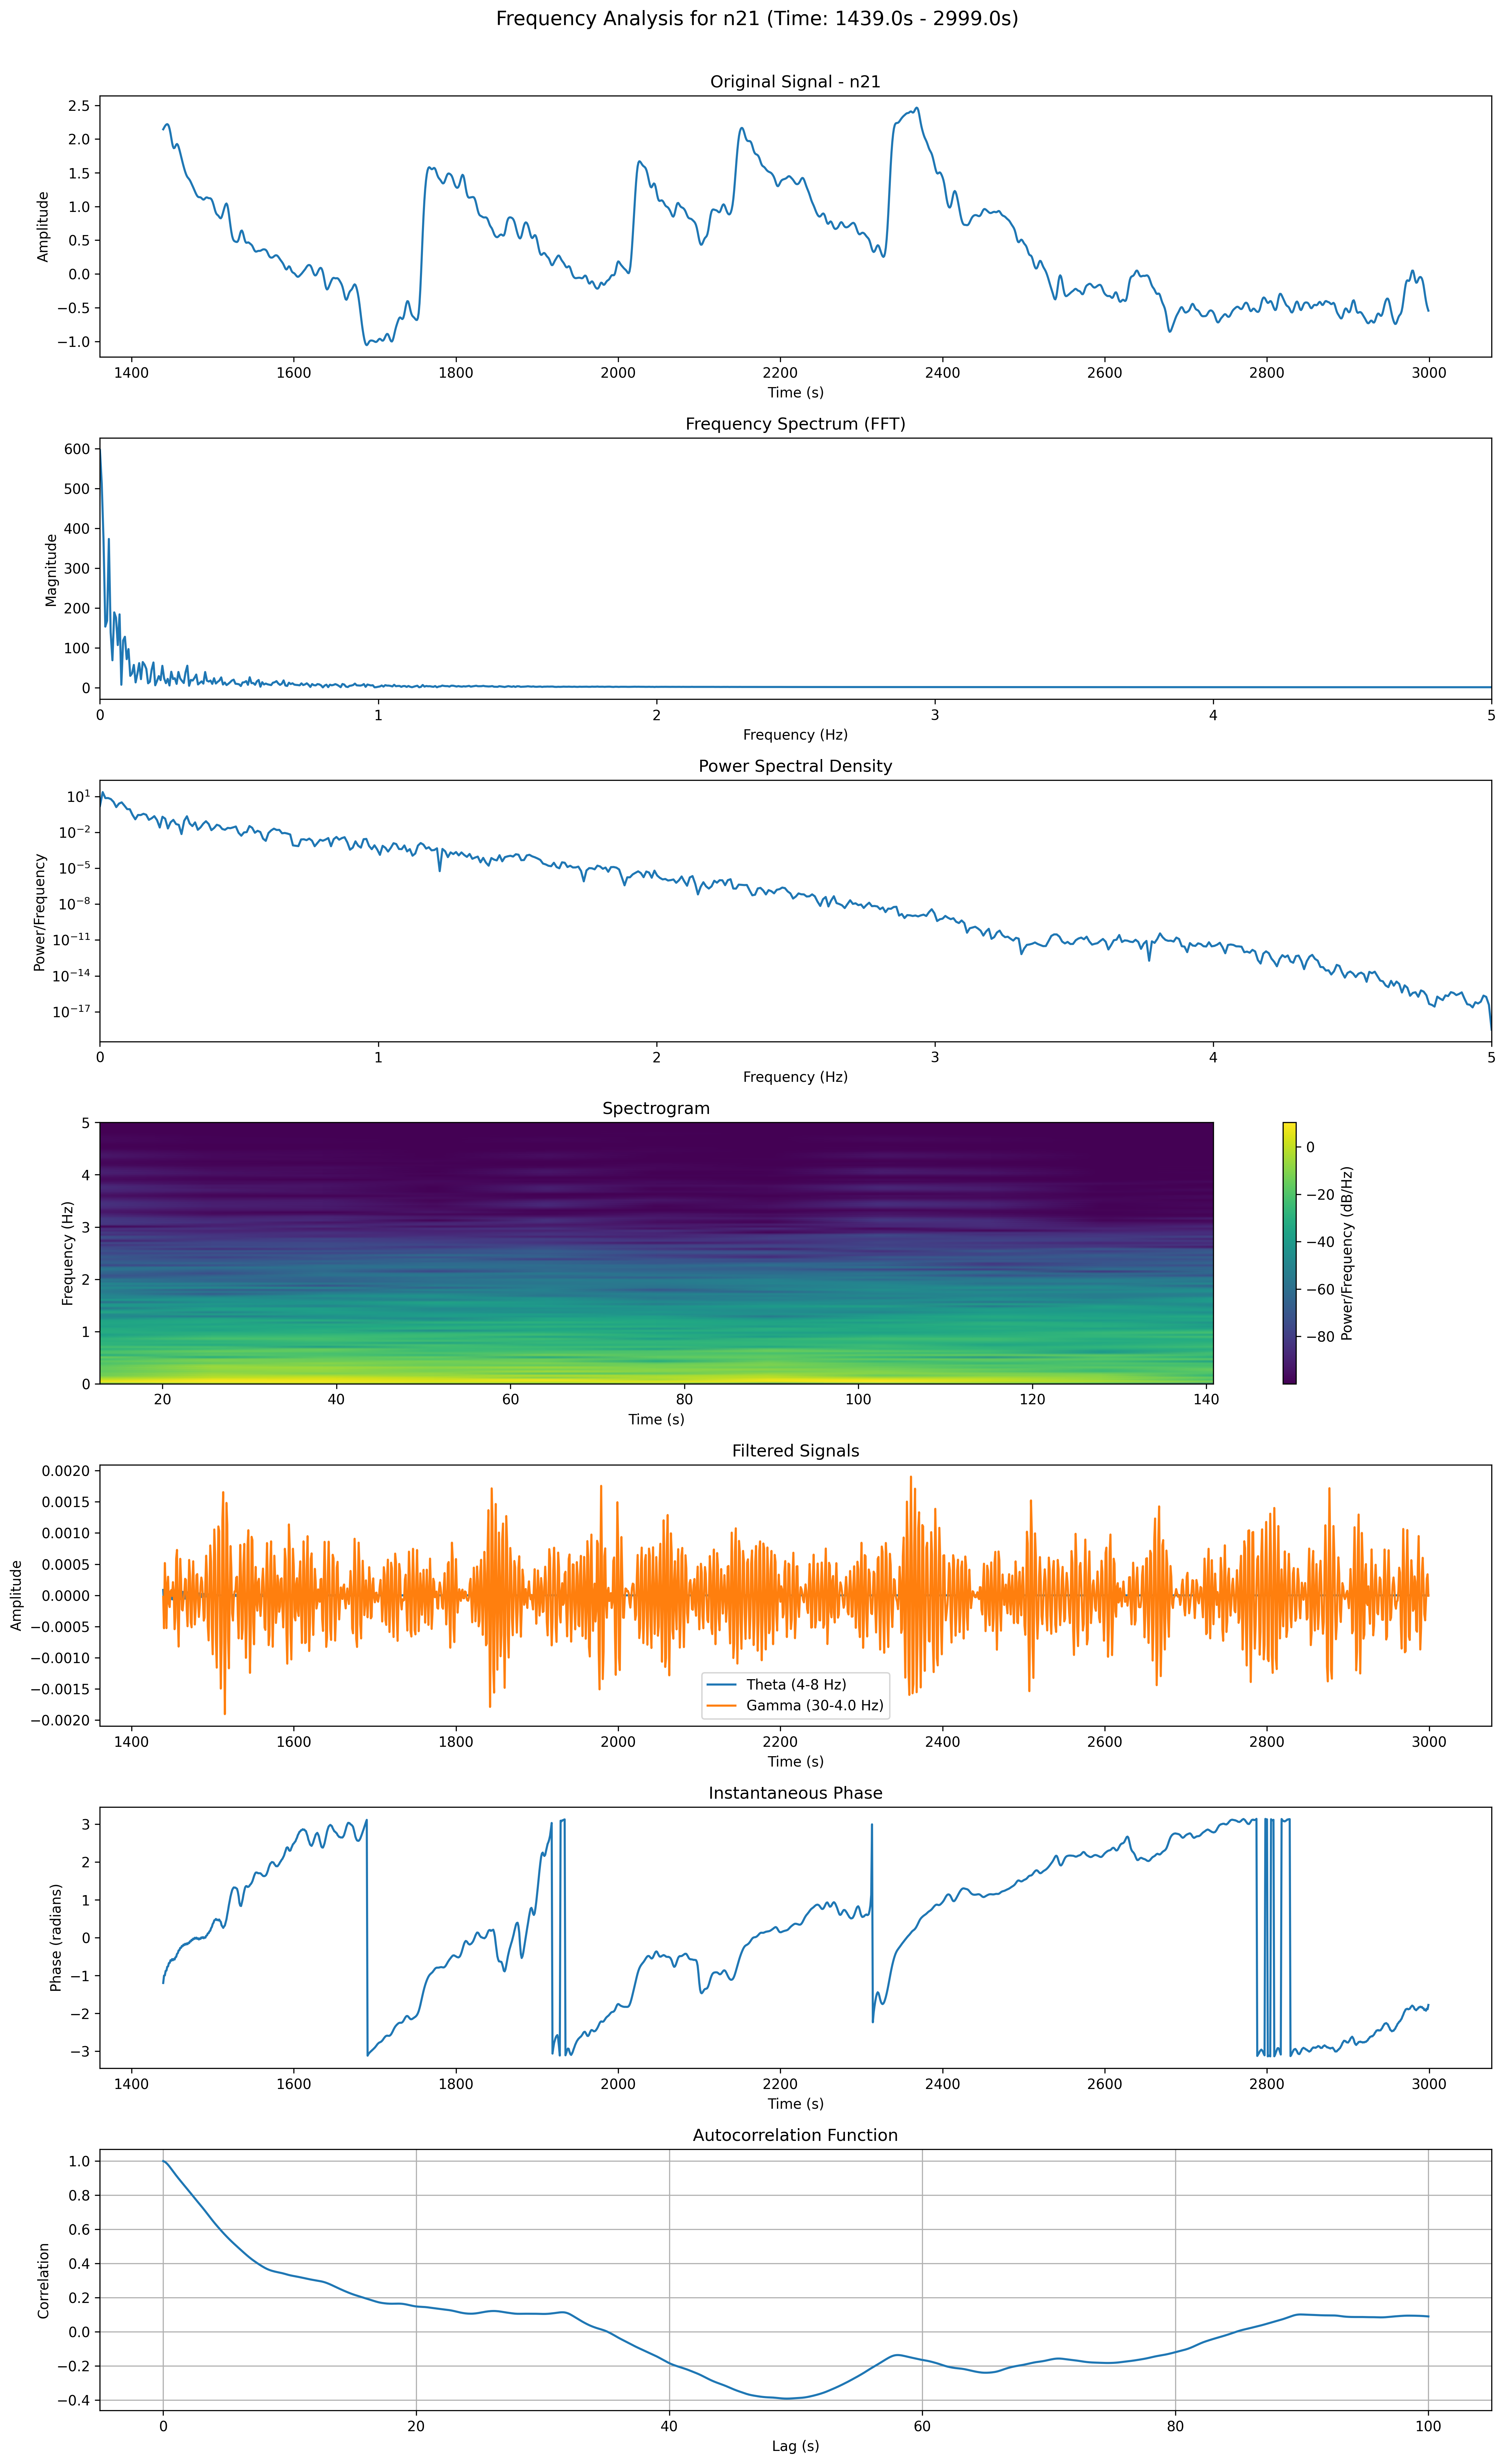 Frequency Analysis for n21 (Time: 1439.0s - 2999.0s)
Original Signal - n21
Amplitude
2.5
2.0
1.5
1.0
0.5
0.0
−0.5
−1.0
1400 1600 1800 2000 2200 2400 2600 2800 3000
Time (s)
Frequency Spectrum (FFT)
Magnitude
600
500
400
300
200
100
0
0 1 2 3 4 5
Frequency (Hz)
Power Spectral Density
Power/Frequency
10^1
10^−2
10^−5
10^−8
10^−11
10^−14
10^−17
0 1 2 3 4 5
Frequency (Hz)
Spectrogram
Frequency (Hz)
5
4
3
2
1
0
20 40 60 80 100 120 140
Time (s)
0
−20
−40
−60
−80
Power/Frequency (dB/Hz)
Filtered Signals
Amplitude
0.0020
0.0015
0.0010
0.0005
0.0000
−0.0005
−0.0010
−0.0015
−0.0020
Theta (4-8 Hz)
Gamma (30-4.0 Hz)
1400 1600 1800 2000 2200 2400 2600 2800 3000
Time (s)
Instantaneous Phase
Phase (radians)
3
2
1
0
−1
−2
−3
1400 1600 1800 2000 2200 2400 2600 2800 3000
Time (s)
Autocorrelation Function
Correlation
1.0
0.8
0.6
0.4
0.2
0.0
−0.2
−0.4
0 20 40 60 80 100
Lag (s)